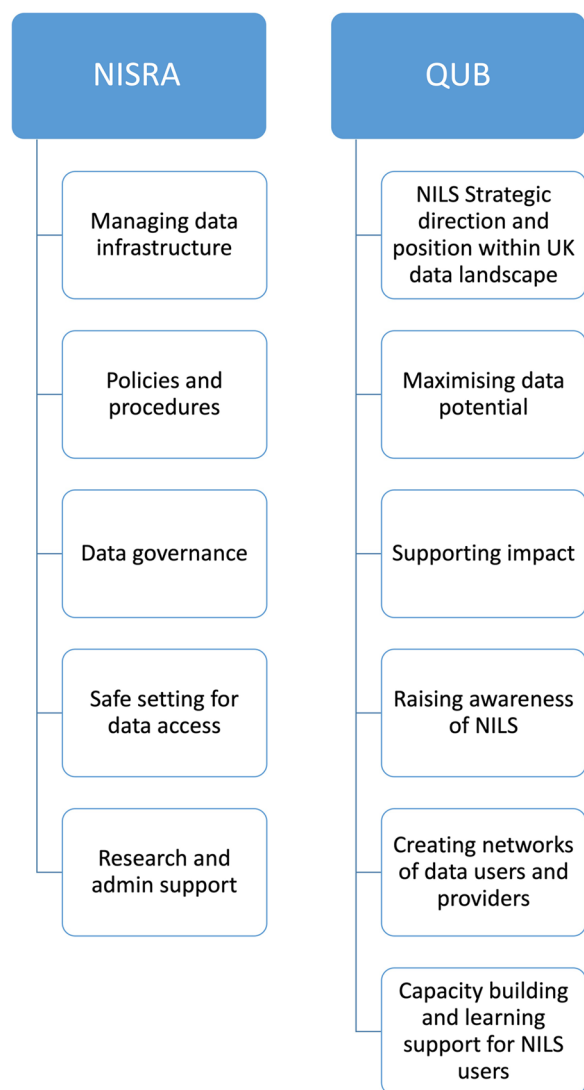 NISRA
Managing data
infrastructure
Policies and
procedures
Data governance
Safe setting for
data access
Research and
admin support
QUB
NILS Strategic
direction and
position within UK
data landscape
Maximising data
potential
Supporting impact
Raising awareness
of NILS
Creating networks
of data users and
providers
Capacity building
and learning
support for NILS
users